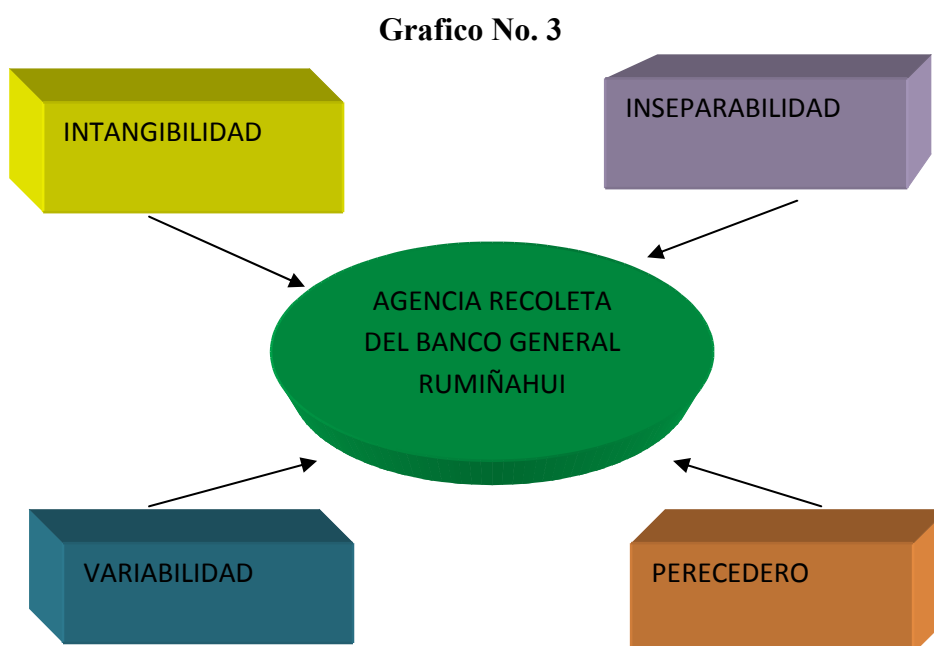 Grafico No. 3
INTANGIBILIDAD
INSEPARABILIDAD
AGENCIA RECOLETA
DEL BANCO GENERAL
RUMIÑAHUI
VARIABILIDAD
PERECEDERO